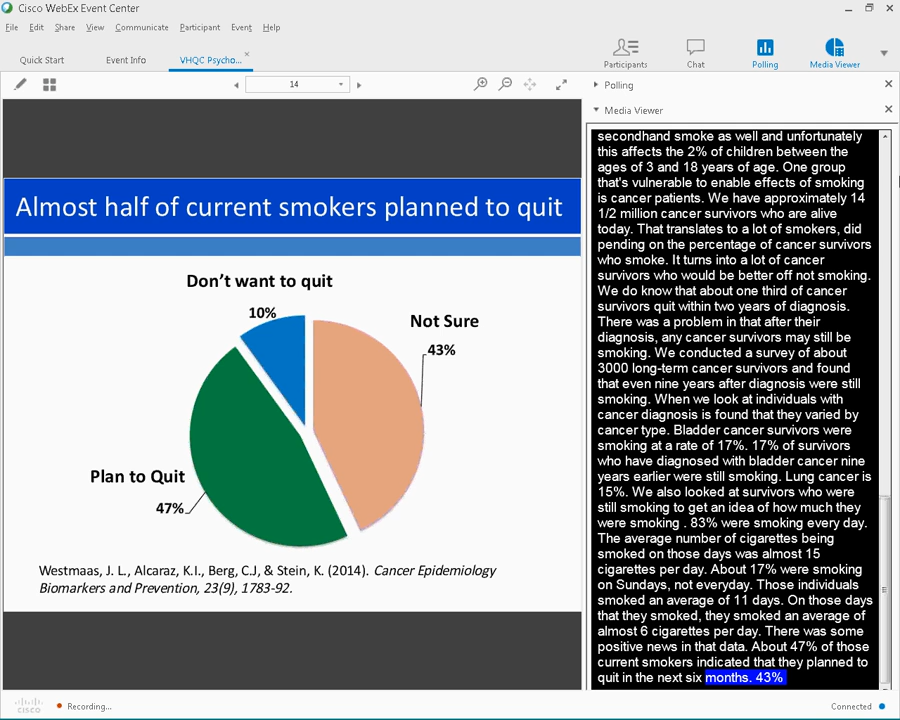 Cisco WebEx Event Center
File Edit Share View Communicate Participant Event Help
Quick Start Event Info VHQC Psycho...
Participants Chat Polling Media Viewer
14
Polling
Media Viewer
Almost half of current smokers planned to quit
Don't want to quit
10%
Not Sure
43%
Plan to Quit
47%
Westmaas, J. L., Alcaraz, K.I., Berg, C.J, & Stein, K. (2014). Cancer Epidemiology
Biomarkers and Prevention, 23(9), 1783-92.
secondhand smoke as well and unfortunately
this affects the 2% of children between the
ages of 3 and 18 years of age. One group
that's vulnerable to enable effects of smoking
is cancer patients. We have approximately 14
1/2 million cancer survivors who are alive
today. That translates to a lot of smokers, did
pending on the percentage of cancer survivors
who smoke. It turns into a lot of cancer
survivors who would be better off not smoking.
We do know that about one third of cancer
survivors quit within two years of diagnosis.
There was a problem in that after their
diagnosis, any cancer survivors may still be
smoking. We conducted a survey of about
3000 long-term cancer survivors and found
that even nine years after diagnosis were still
smoking. When we look at individuals with
cancer diagnosis is found that they varied by
cancer type. Bladder cancer survivors were
smoking at a rate of 17%. 17% of survivors
who have diagnosed with bladder cancer nine
years earlier were still smoking. Lung cancer is
15%. We also looked at survivors who were
still smoking to get an idea of how much they
were smoking . 83% were smoking every day.
The average number of cigarettes being
smoked on those days was almost 15
cigarettes per day. About 17% were smoking
on Sundays, not everyday. Those individuals
smoked an average of 11 days. On those days
that they smoked, they smoked an average of
almost 6 cigarettes per day. There was some
positive news in that data. About 47% of those
current smokers indicated that they planned to
quit in the next six months. 43%
cisco Recording... Connected